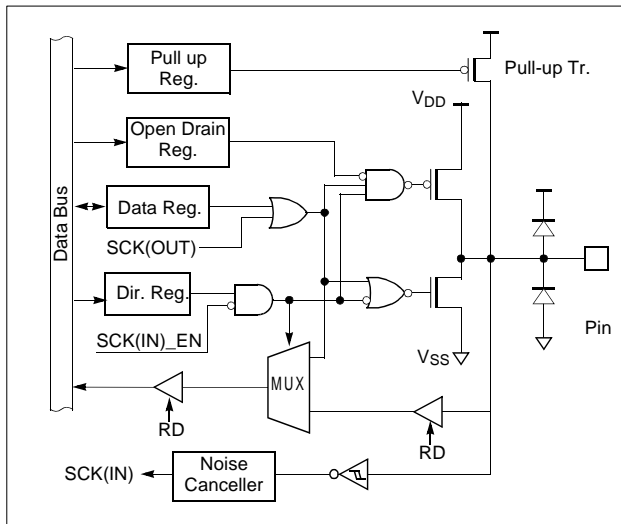 Pull up
Reg.
Pull-up Tr.
VDD
Open Drain
Reg.
Data Bus
Data Reg.
SCK(OUT)
Dir. Reg.
SCK(IN)_EN
Pin
VSS
MUX
RD
RD
SCK(IN)
Noise
Canceller